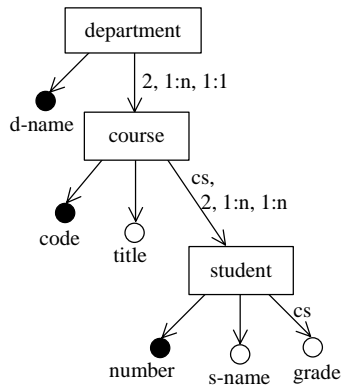 department
2, 1:n, 1:1
d-name
course
cs,
2, 1:n, 1:n
code
title
student
cs
number
s-name
grade